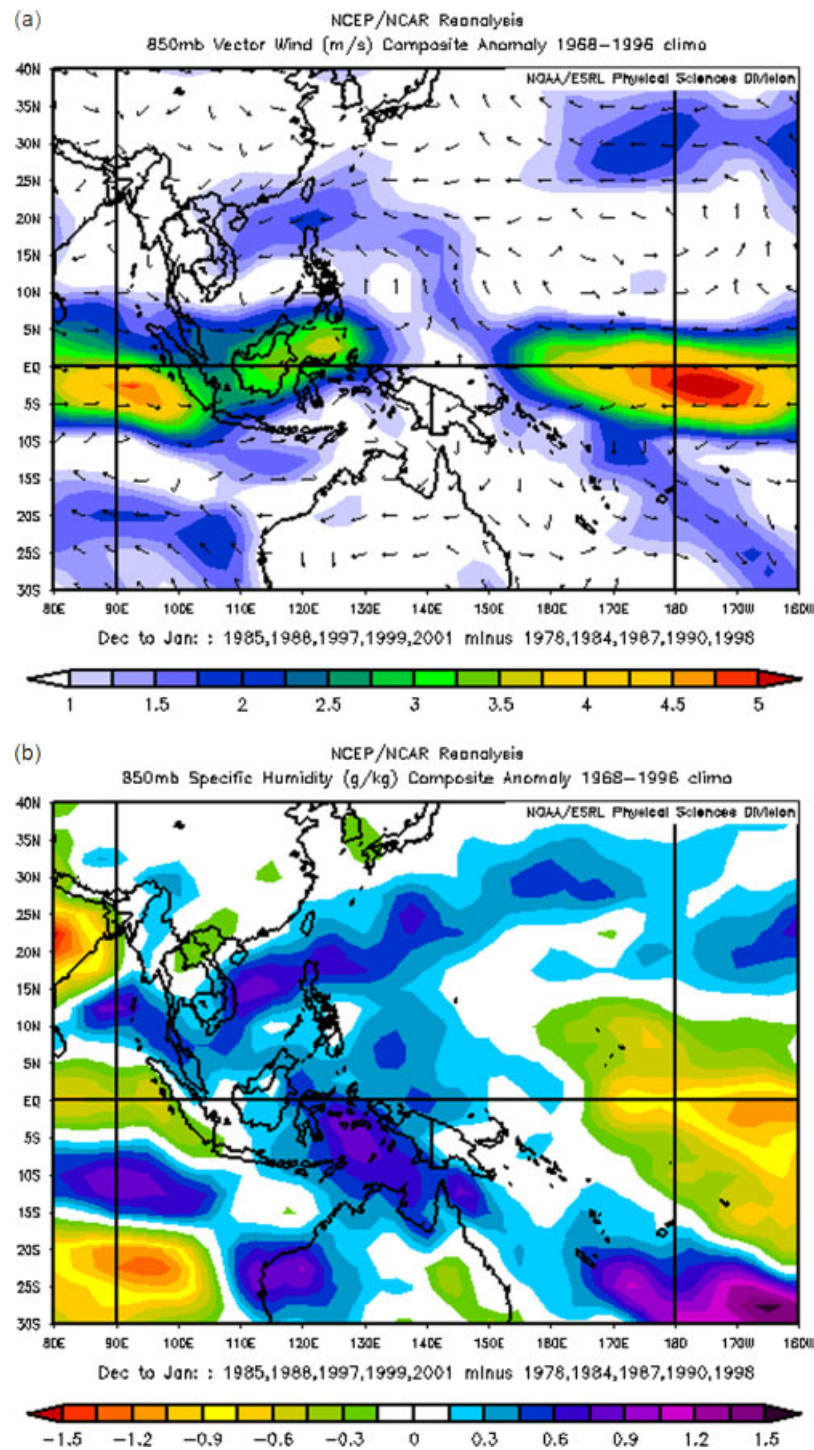 (a)
NCEP/NCAR Reanalysis
850mb Vector Wind (m/s) Composite Anomaly 1968-1996 clima
NOAA/ESRL Physical Sciences Division
40N
35N
30N
25N
20N
15N
10N
5N
EQ
5S
10S
15S
20S
25S
30S
80E 90E 100E 110E 120E 130E 140E 150E 160E 170E 180 170W 160W
Dec to Jan: : 1985,1988,1997,1999,2001 minus 1978,1984,1987,1990,1998
1 1.5 2 2.5 3 3.5 4 4.5 5
(b)
NCEP/NCAR Reanalysis
850mb Specific Humidity (g/kg) Composite Anomaly 1968-1996 clima
NOAA/ESRL Physical Sciences Division
40N
35N
30N
25N
20N
15N
10N
5N
EQ
5S
10S
15S
20S
25S
30S
80E 90E 100E 110E 120E 130E 140E 150E 160E 170E 180 170W 160W
Dec to Jan: : 1985,1988,1997,1999,2001 minus 1978,1984,1987,1990,1998
-1.5 -1.2 -0.9 -0.6 -0.3 0 0.3 0.6 0.9 1.2 1.5